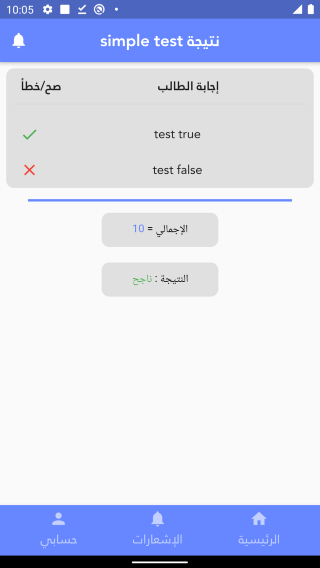 10:05
نتيجة simple test
إجابة الطالب صح/خطأ
test true
test false
الإجمالي = 10
النتيجة : ناجح
الرئيسية الإشعارات حسابي